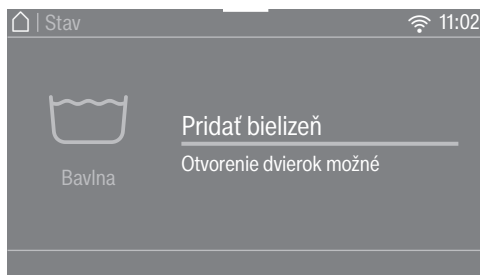 | Stav 11:02
Pridať bielizeň
Otvorenie dvierok možné
Bavlna